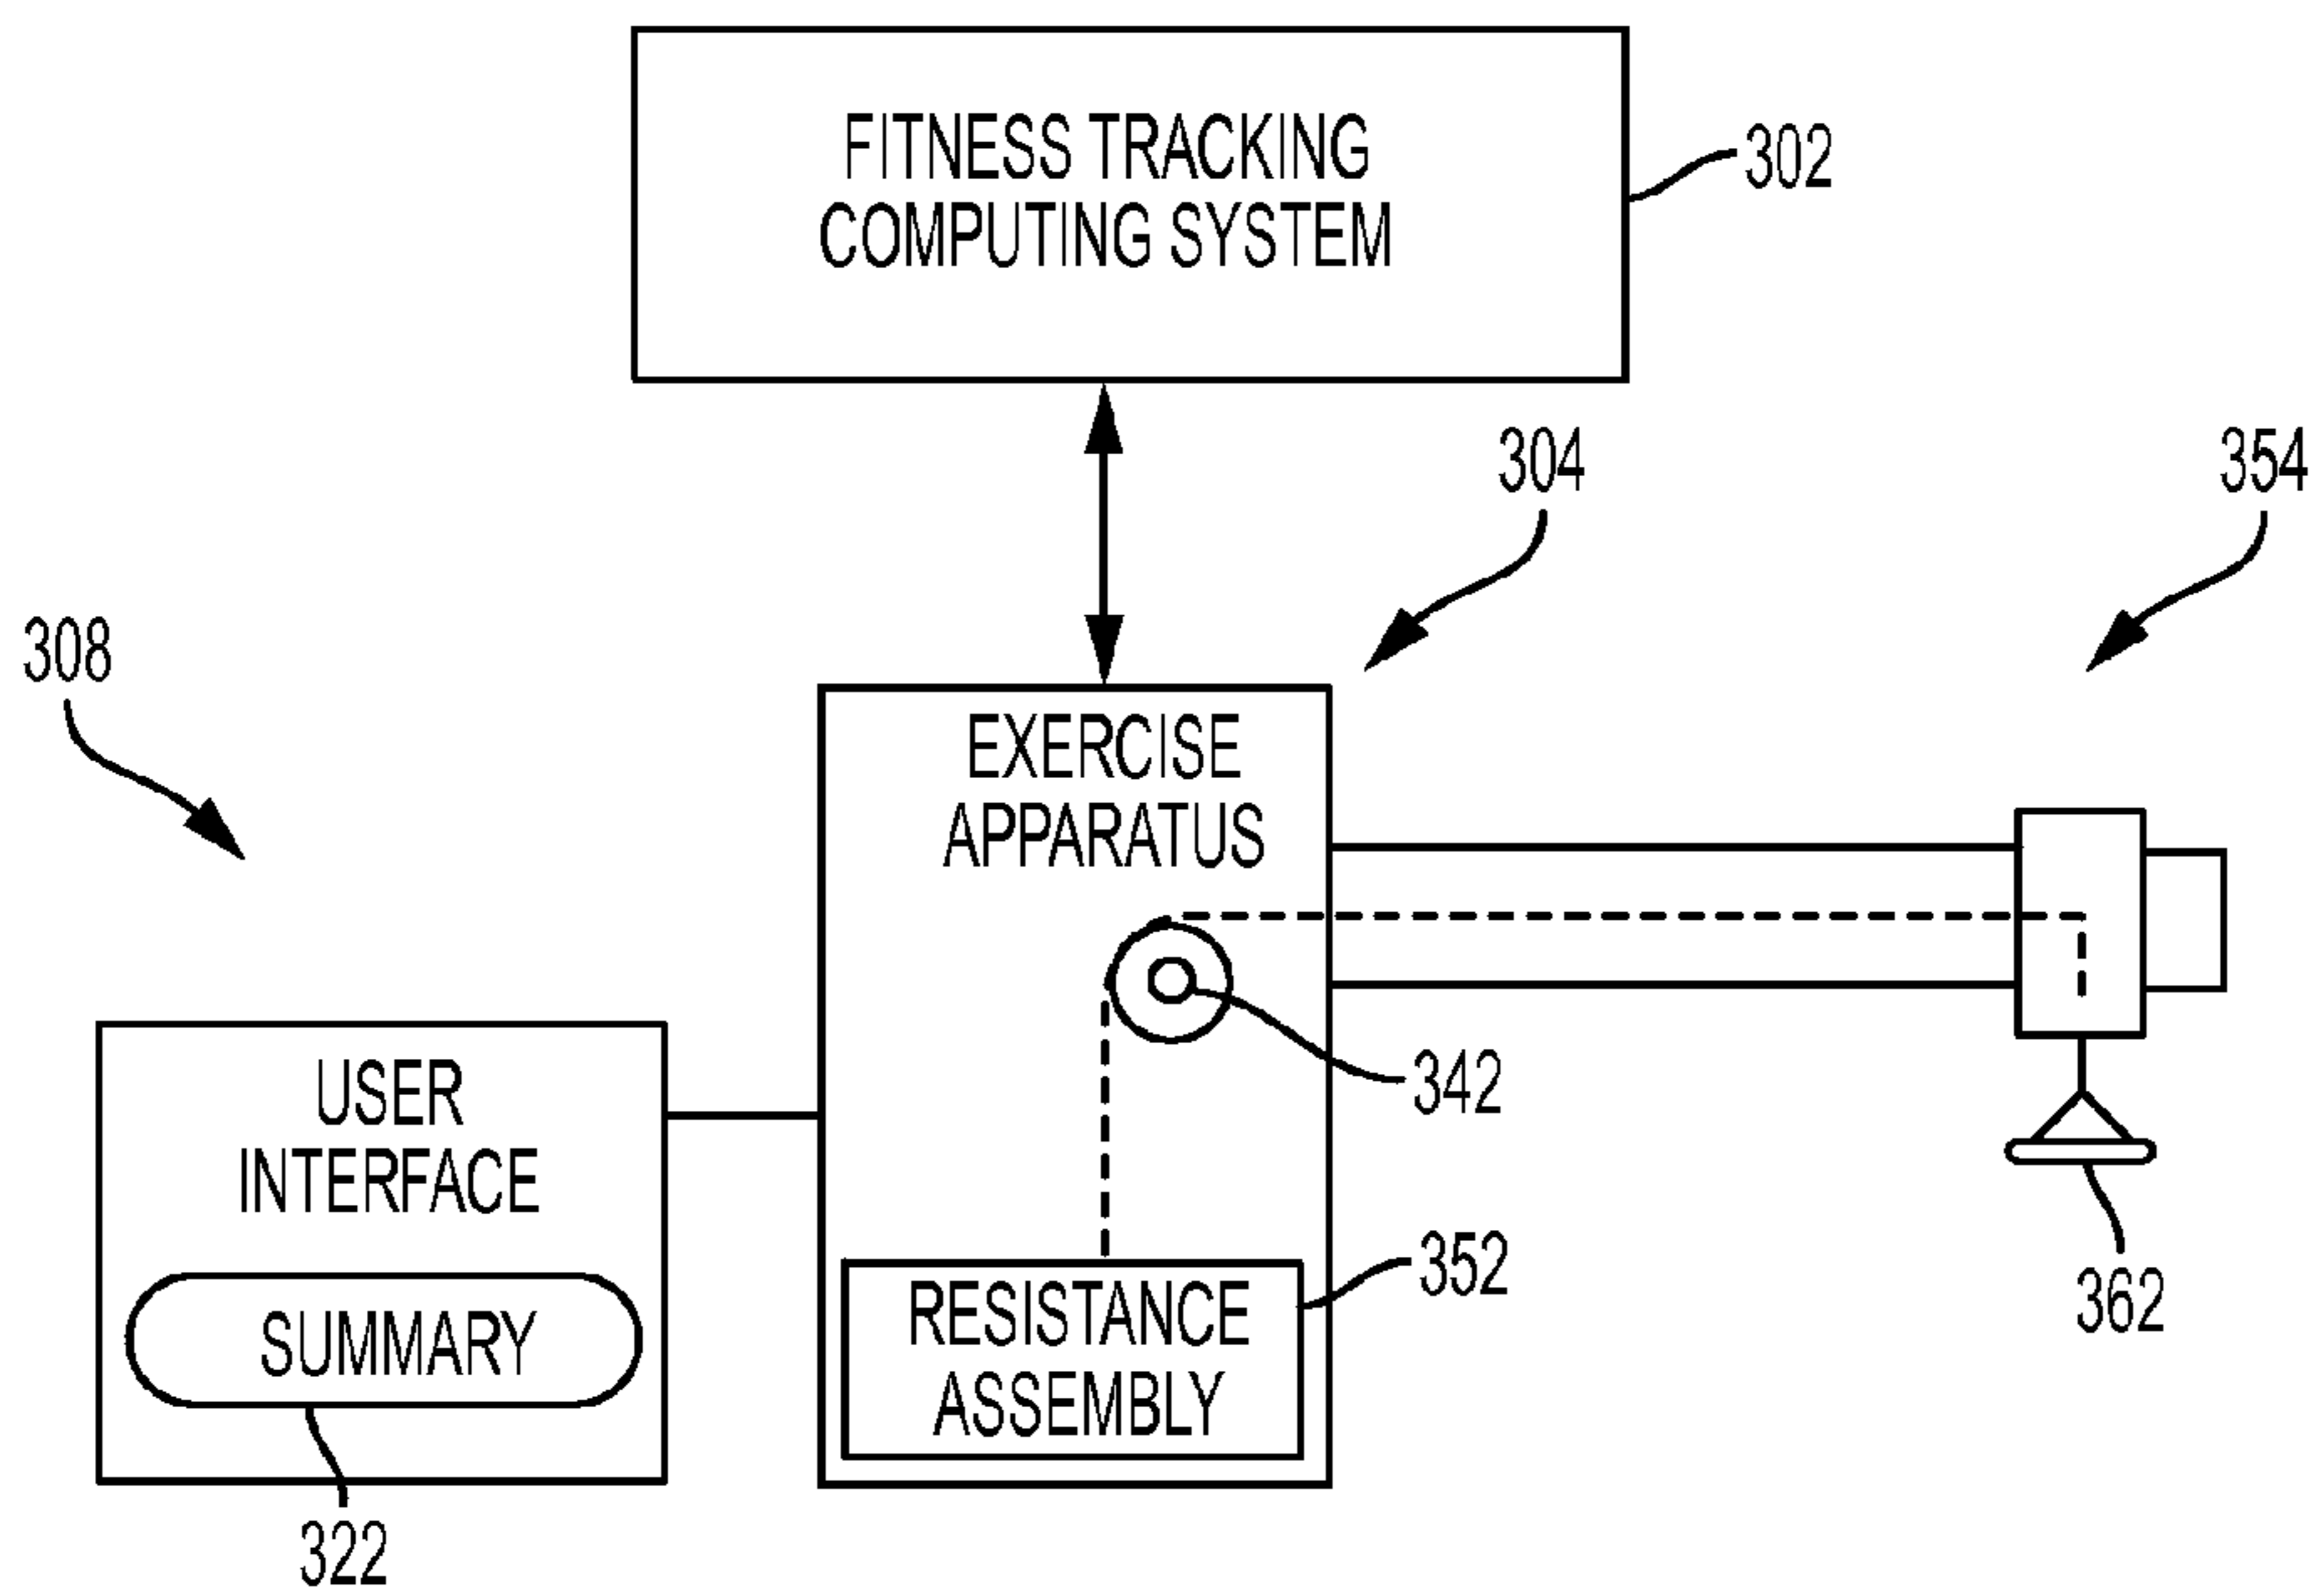 FITNESS TRACKING
COMPUTING SYSTEM
302
304
354
308
EXERCISE
APPARATUS
342
USER
INTERFACE
SUMMARY
322
RESISTANCE
ASSEMBLY
352
362